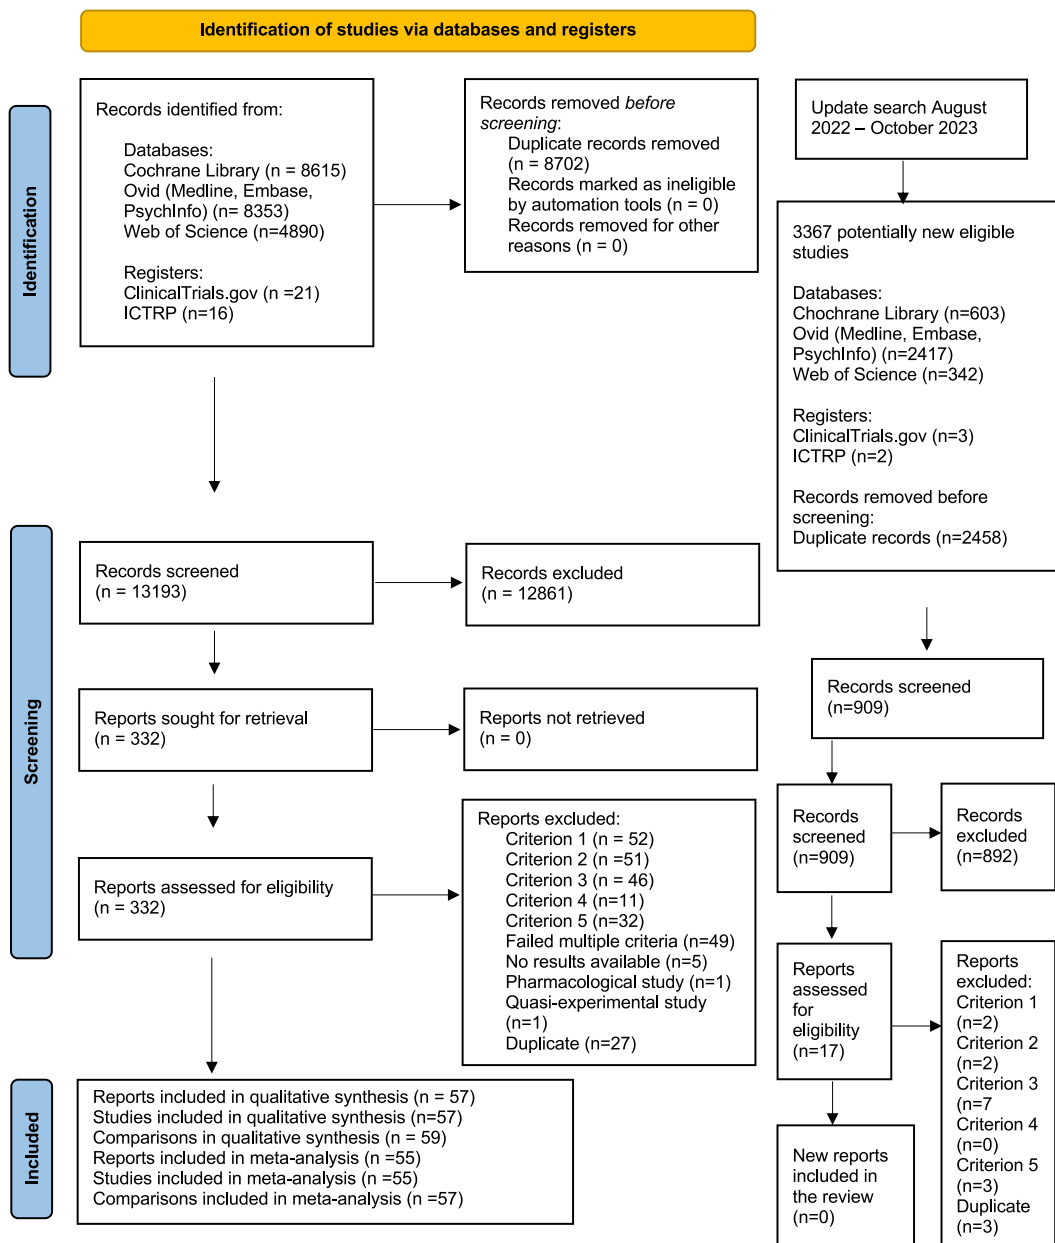 Identification of studies via databases and registers
Identification
Records identified from:
Databases:
Cochrane Library (n = 8615)
Ovid (Medline, Embase,
PsychInfo) (n= 8353)
Web of Science (n=4890)
Registers:
ClinicalTrials.gov (n =21)
ICTRP (n=16)
Records removed before
screening:
Duplicate records removed
(n = 8702)
Records marked as ineligible
by automation tools (n = 0)
Records removed for other
reasons (n = 0)
Update search August
2022 – October 2023
3367 potentially new eligible
studies
Databases:
Chochrane Library (n=603)
Ovid (Medline, Embase,
PsychInfo) (n=2417)
Web of Science (n=342)
Registers:
ClinicalTrials.gov (n=3)
ICTRP (n=2)
Records removed before
screening:
Duplicate records (n=2458)
Screening
Records screened
(n = 13193)
Records excluded
(n = 12861)
Reports sought for retrieval
(n = 332)
Reports not retrieved
(n = 0)
Reports assessed for eligibility
(n = 332)
Reports excluded:
Criterion 1 (n = 52)
Criterion 2 (n =51)
Criterion 3 (n = 46)
Criterion 4 (n=11)
Criterion 5 (n=32)
Failed multiple criteria (n=49)
No results available (n=5)
Pharmacological study (n=1)
Quasi-experimental study
(n=1)
Duplicate (n=27)
Records screened
(n=909)
Records
screened
(n=909)
Records
excluded
(n=892)
Reports
assessed
for
eligibility
(n=17)
Reports
excluded:
Criterion 1
(n=2)
Criterion 2
(n=2)
Criterion 3
(n=7
Criterion 4
(n=0)
Criterion 5
(n=3)
Duplicate
(n=3)
Included
Reports included in qualitative synthesis (n = 57)
Studies included in qualitative synthesis (n=57)
Comparisons in qualitative synthesis (n = 59)
Reports included in meta-analysis (n =55)
Studies included in meta-analysis (n =55)
Comparisons included in meta-analysis (n =57)
New reports
included in
the review
(n=0)